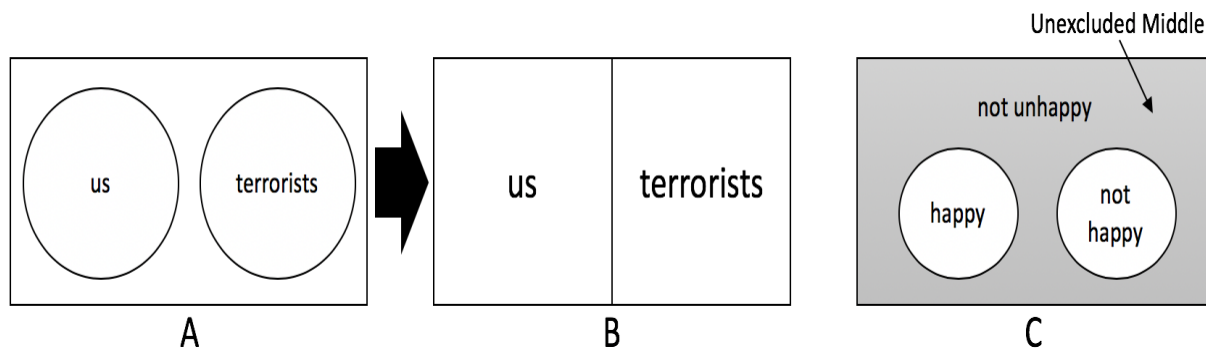 Unexcluded Middle
us
terrorists
us
terrorists
not unhappy
happy
not
happy
A
B
C